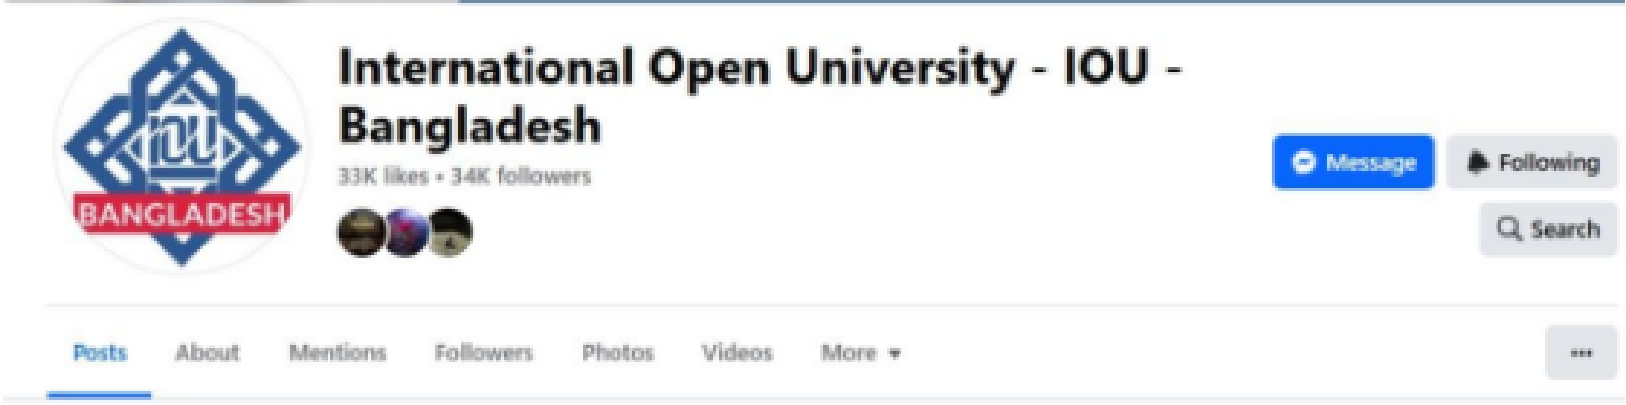 International Open University - IOU -
Bangladesh
33K likes • 34K followers
IOU
BANGLADESH
Message
Following
Search
Posts About Mentions Followers Photos Videos More